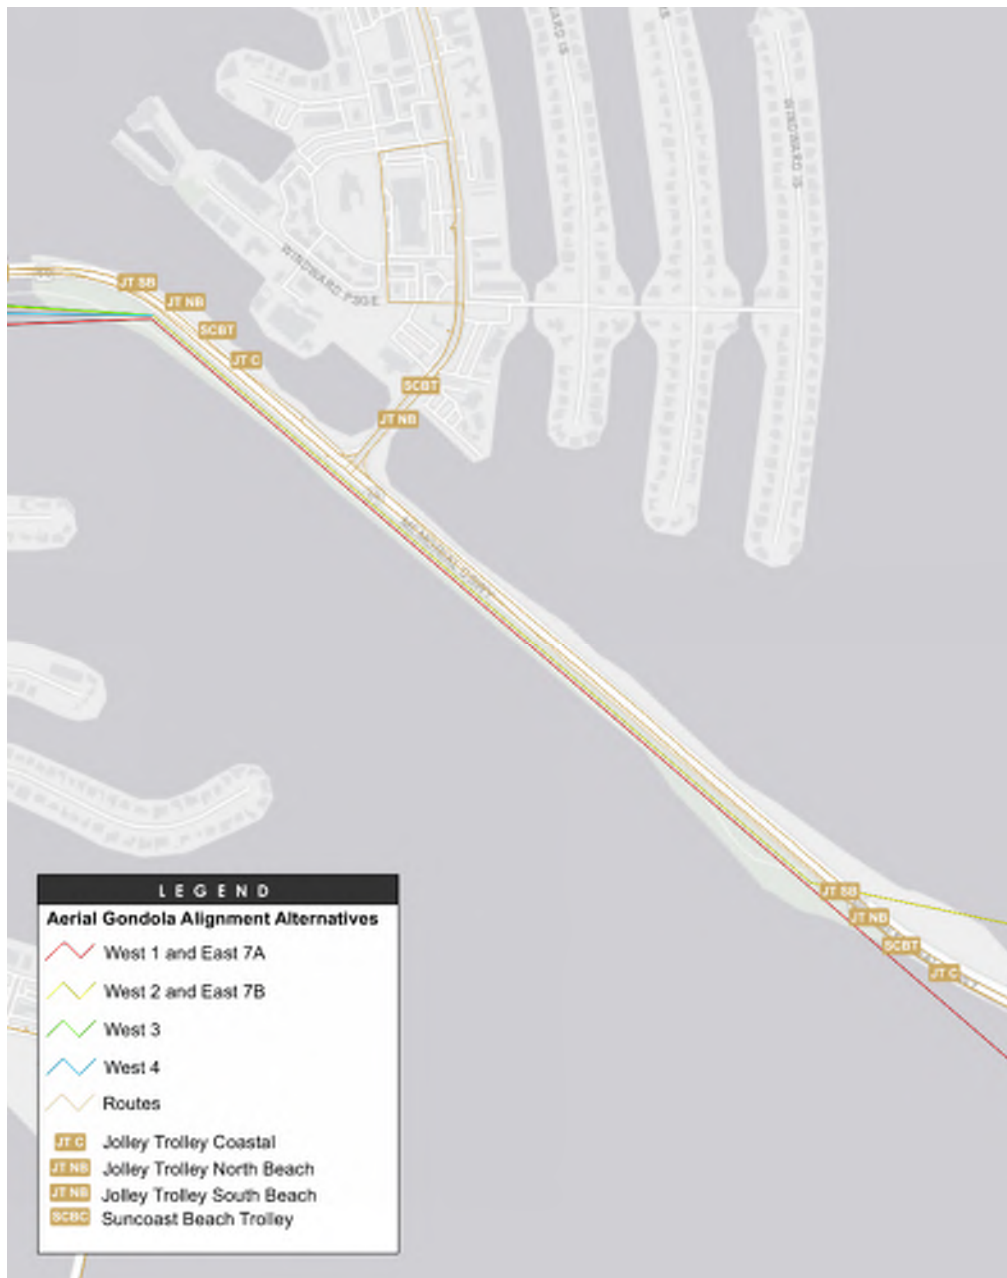 WINDWARD IS
WINDWARD PSGE
JT SB
JT NB
SCBT
JT C
SCBT
JT NB
MEMORIAL CSWY
JT SB
JT NB
SCBT
JT C
LEGEND
Aerial Gondola Alignment Alternatives
West 1 and East 7A
West 2 and East 7B
West 3
West 4
Routes
JT C Jolley Trolley Coastal
JT NB Jolley Trolley North Beach
JT NB Jolley Trolley South Beach
SCBC Suncoast Beach Trolley